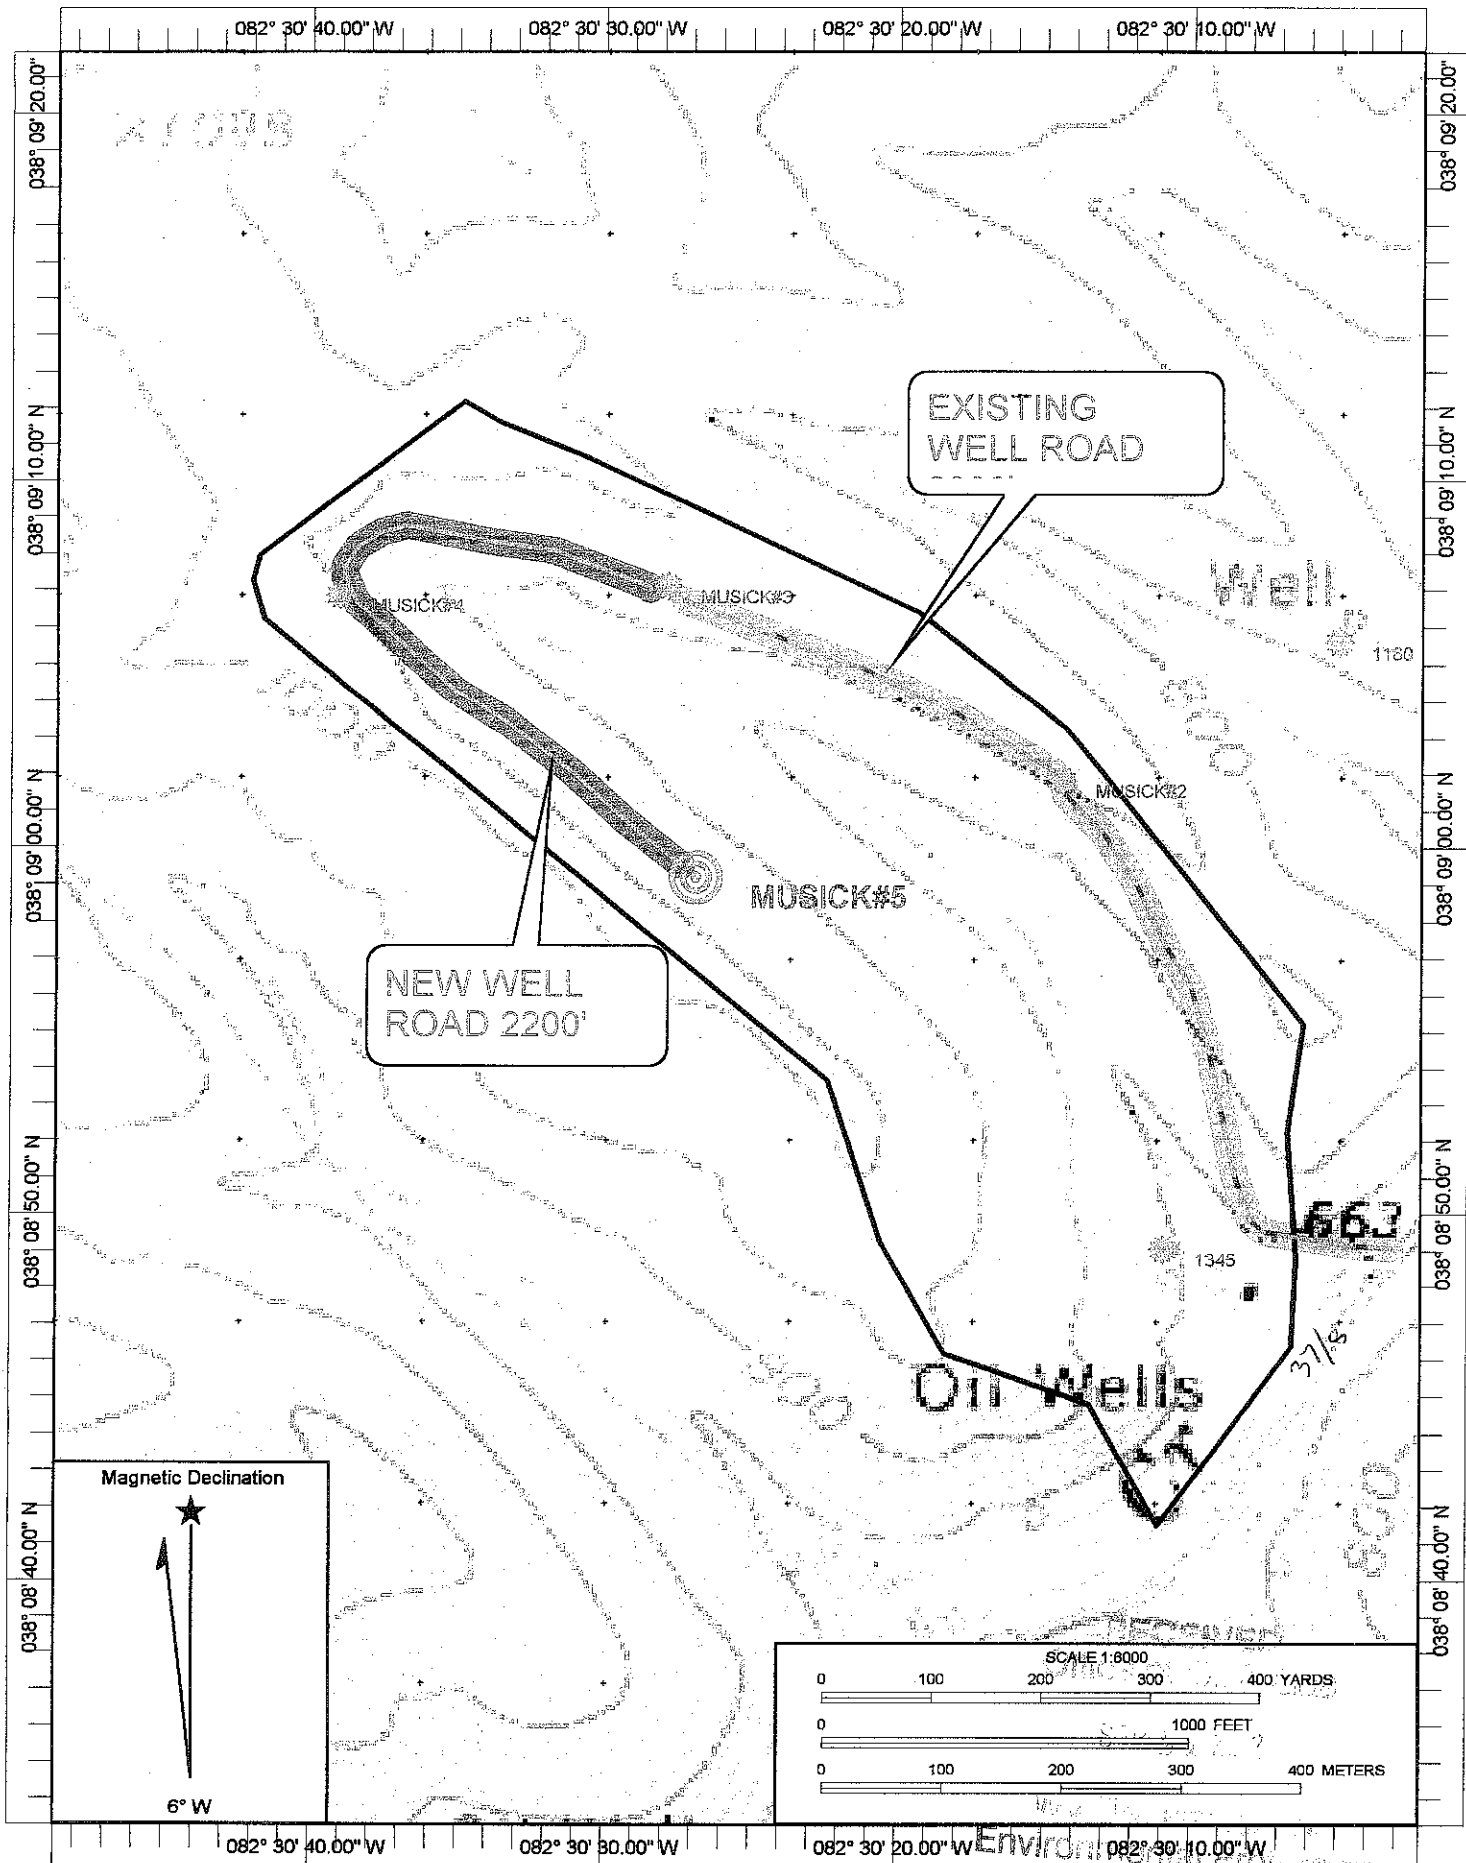 082° 30' 40.00" W
082° 30' 30.00" W
082° 30' 20.00" W
082° 30' 10.00" W
038° 09' 20.00"
038° 09' 20.00"
EXISTING
WELL ROAD
038° 09' 10.00" N
038° 09' 10.00" N
Well
MUSICK#4
MUSICK#3
1180
800
MUSICK#2
038° 09' 00.00" N
038° 09' 00.00" N
MUSICK#5
NEW WELL
ROAD 2200'
038° 08' 50.00" N
038° 08' 50.00" N
663
1345
37/8
Oil Wells
Magnetic Declination
6° W
038° 08' 40.00" N
038° 08' 40.00" N
RECEIVED
SCALE 1:6000
0 100 200 300 400 YARDS
0 1000 FEET
0 100 200 300 400 METERS
082° 30' 40.00" W
082° 30' 30.00" W
082° 30' 20.00" W
082° 30' 10.00" W